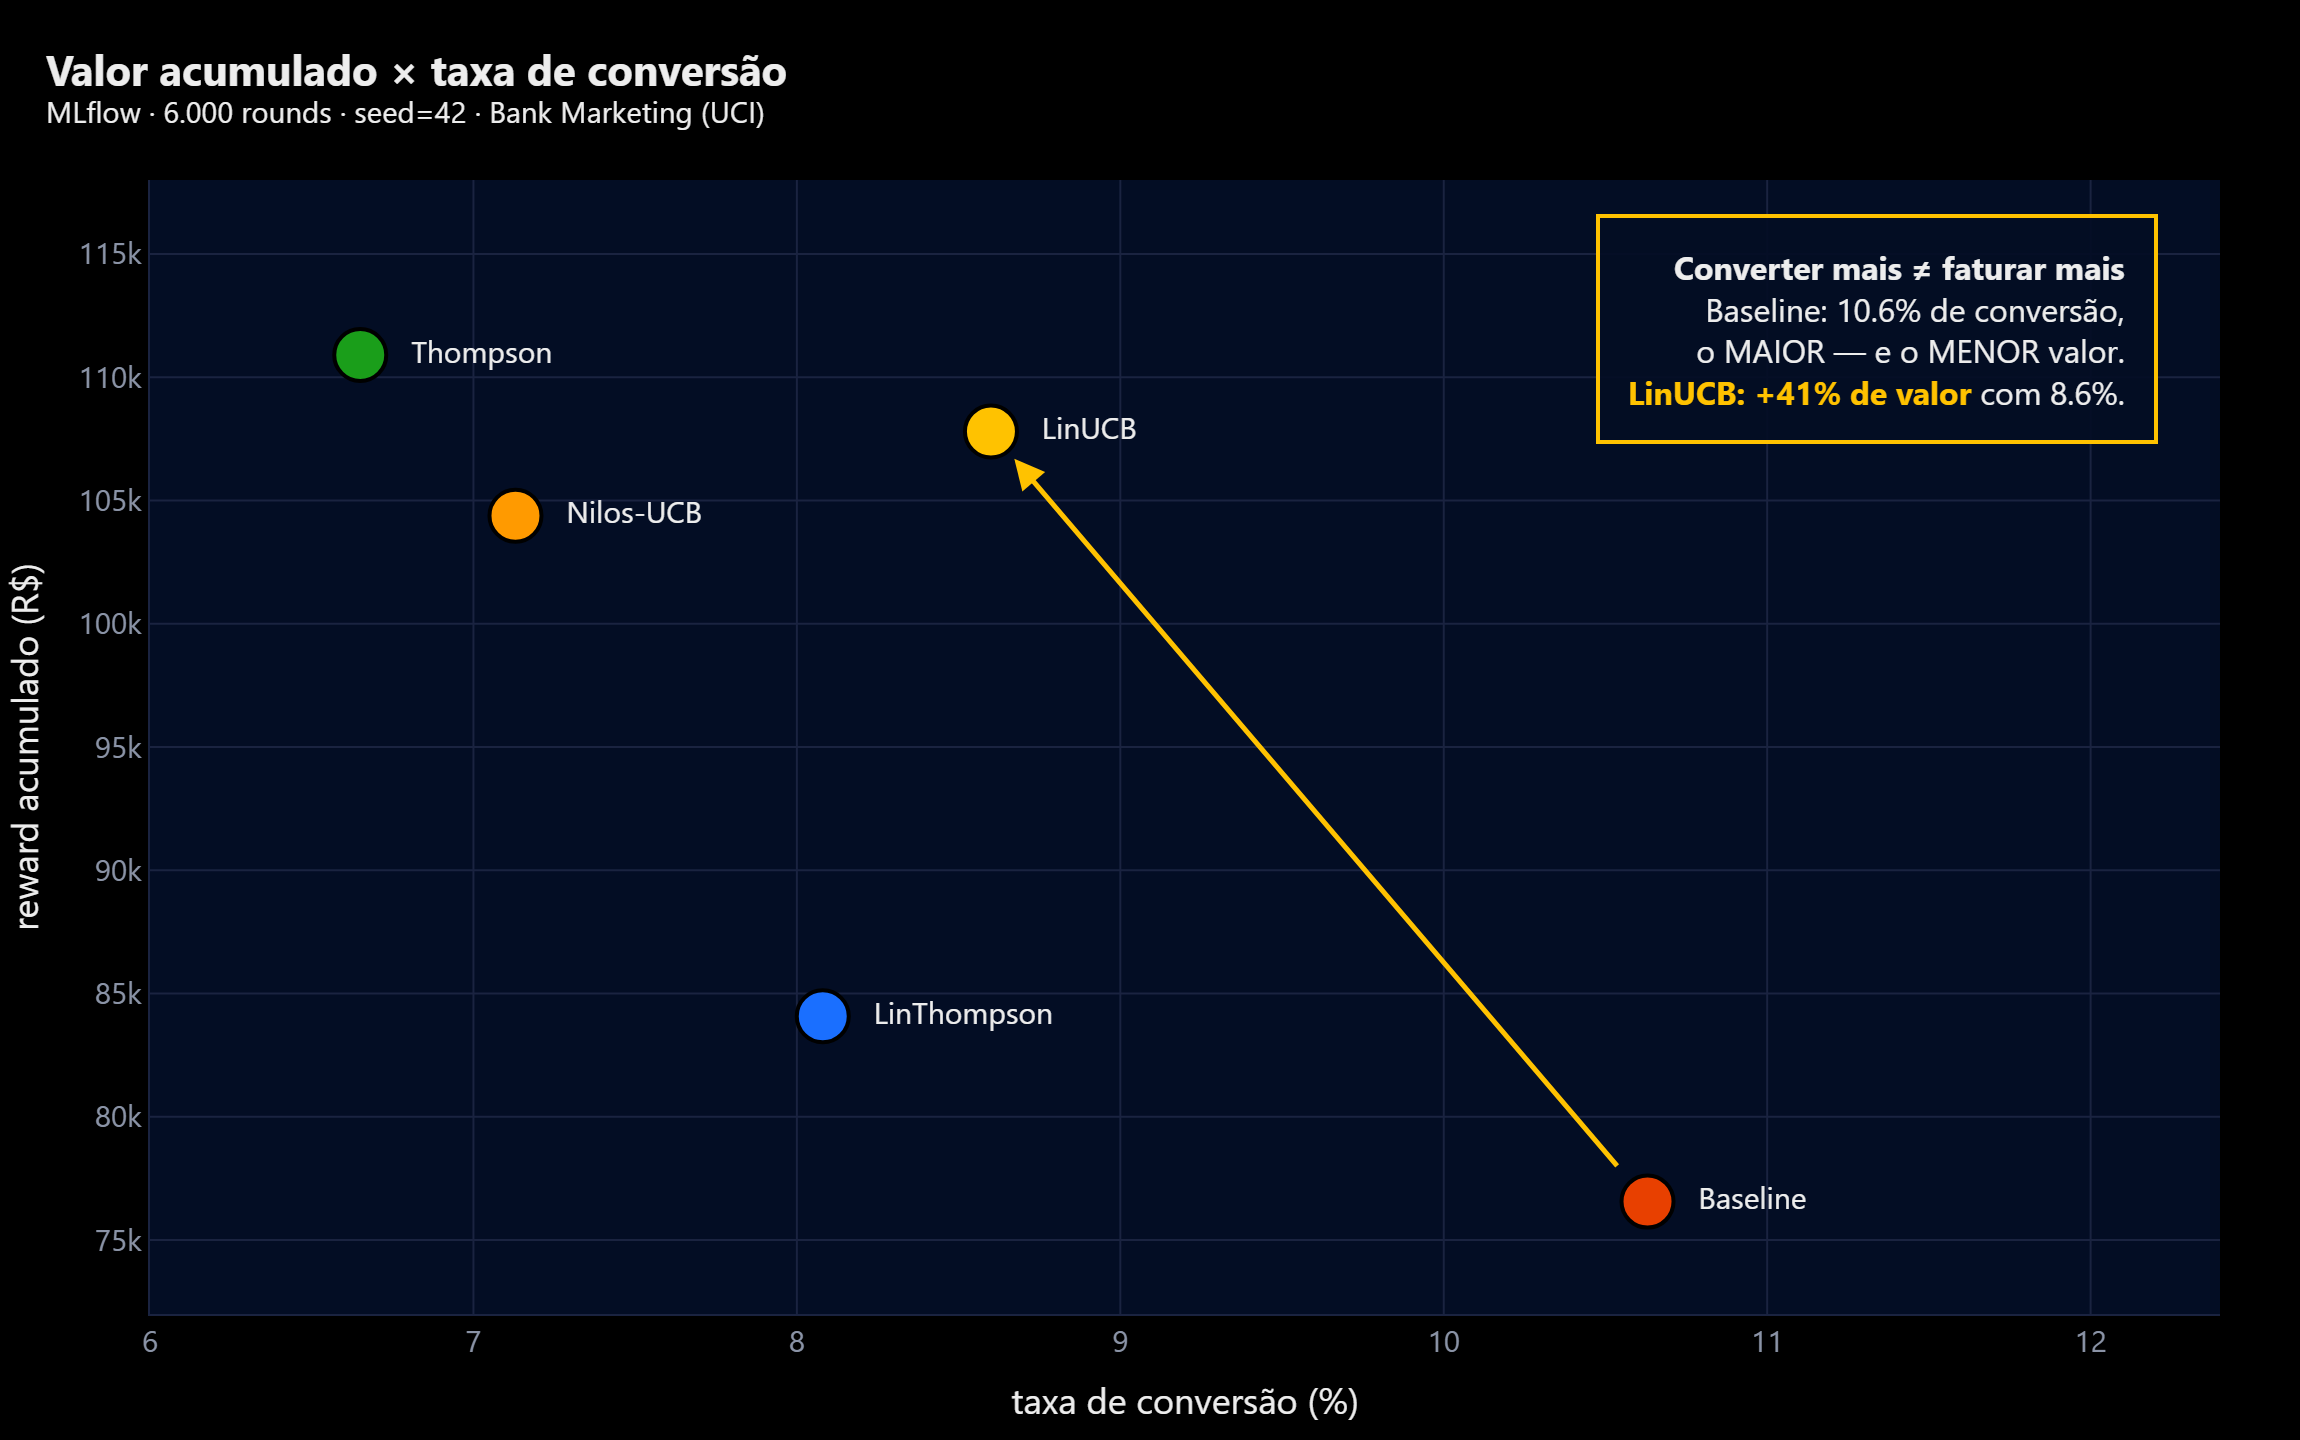 Valor acumulado × taxa de conversão
MLflow · 6.000 rounds · seed=42 · Bank Marketing (UCI)
Converter mais ≠ faturar mais
Baseline: 10.6% de conversão,
o MAIOR — e o MENOR valor.
LinUCB: +41% de valor com 8.6%.
reward acumulado (R$)
115k
110k
105k
100k
95k
90k
85k
80k
75k
Thompson
LinUCB
Nilos-UCB
LinThompson
Baseline
6 7 8 9 10 11 12
taxa de conversão (%)